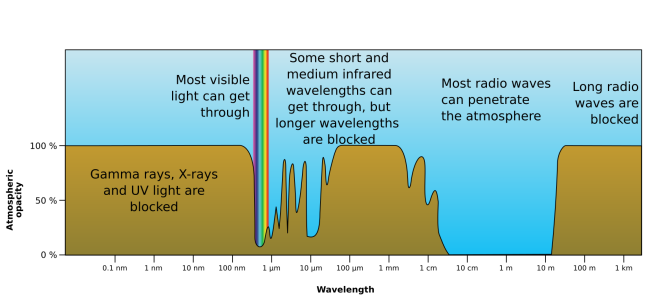 Most visible
light can get
through
Some short and
medium infrared
wavelengths can
get through, but
longer wavelengths
are blocked
Most radio waves
can penetrate
the atmosphere
Long radio
waves are
blocked
Gamma rays, X-rays
and UV light are
blocked
Atmospheric
opacity
100 %
50 %
0 %
0.1 nm
1 nm
10 nm
100 nm
1 μm
10 μm
100 μm
1 mm
1 cm
10 cm
1 m
10 m
100 m
1 km
Wavelength